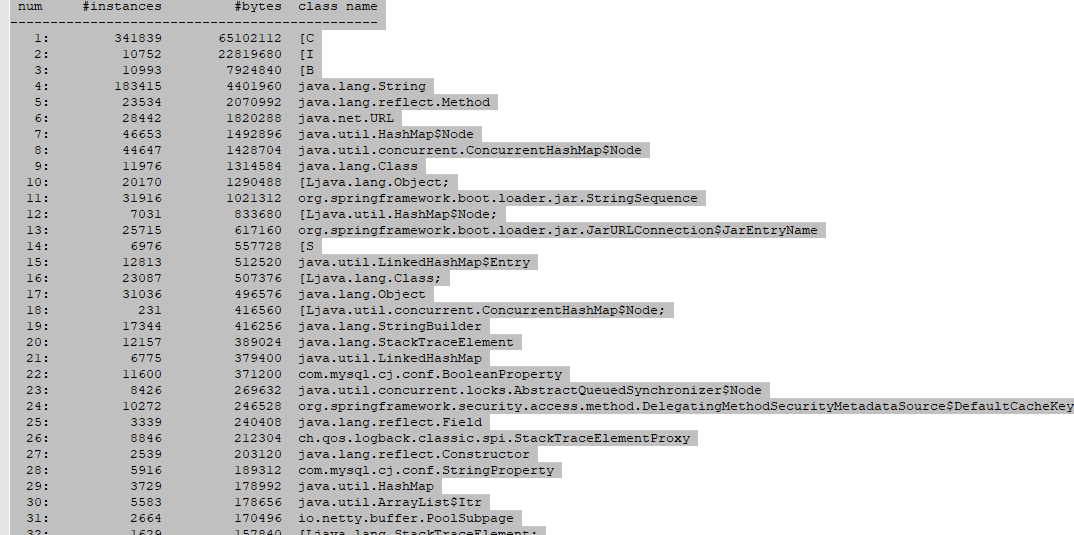 num #instances #bytes class name
----------------------------------------------
1: 341839 65102112 [C
2: 10752 22819680 [I
3: 10993 7924840 [B
4: 183415 4401960 java.lang.String
5: 23534 2070992 java.lang.reflect.Method
6: 28442 1820288 java.net.URL
7: 46653 1492896 java.util.HashMap$Node
8: 44647 1428704 java.util.concurrent.ConcurrentHashMap$Node
9: 11976 1314584 java.lang.Class
10: 20170 1290488 [Ljava.lang.Object;
11: 31916 1021312 org.springframework.boot.loader.jar.StringSequence
12: 7031 833680 [Ljava.util.HashMap$Node;
13: 25715 617160 org.springframework.boot.loader.jar.JarURLConnection$JarEntryName
14: 6976 557728 [S
15: 12813 512520 java.util.LinkedHashMap$Entry
16: 23087 507376 [Ljava.lang.Class;
17: 31036 496576 java.lang.Object
18: 231 416560 [Ljava.util.concurrent.ConcurrentHashMap$Node;
19: 17344 416256 java.lang.StringBuilder
20: 12157 389024 java.lang.StackTraceElement
21: 6775 379400 java.util.LinkedHashMap
22: 11600 371200 com.mysql.cj.conf.BooleanProperty
23: 8426 269632 java.util.concurrent.locks.AbstractQueuedSynchronizer$Node
24: 10272 246528 org.springframework.security.access.method.DelegatingMethodSecurityMetadataSource$DefaultCacheKey
25: 3339 240408 java.lang.reflect.Field
26: 8846 212304 ch.qos.logback.classic.spi.StackTraceElementProxy
27: 2539 203120 java.lang.reflect.Constructor
28: 5916 189312 com.mysql.cj.conf.StringProperty
29: 3729 178992 java.util.HashMap
30: 5583 178656 java.util.ArrayList$Itr
31: 2664 170496 io.netty.buffer.PoolSubpage
32: 1629 157840 [Ljava.lang.StackTraceElement;